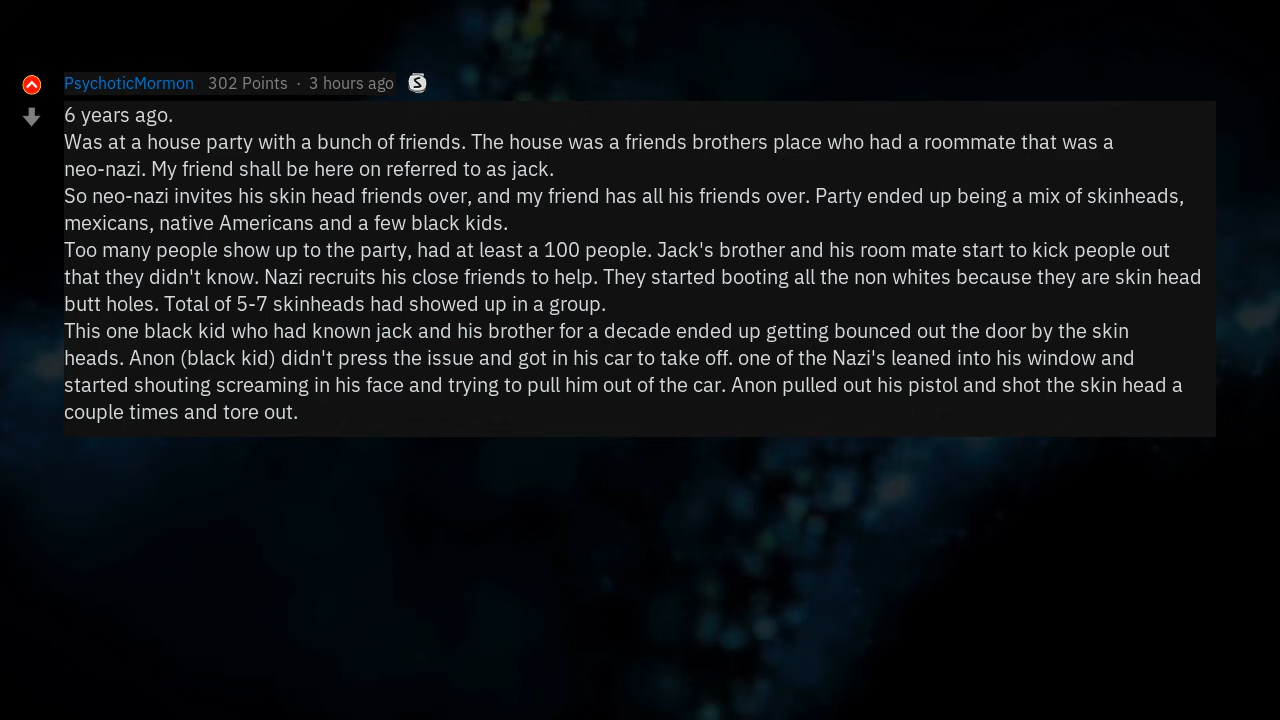 PsychoticMormon 302 Points · 3 hours ago S
6 years ago.
Was at a house party with a bunch of friends. The house was a friends brothers place who had a roommate that was a
neo-nazi. My friend shall be here on referred to as jack.
So neo-nazi invites his skin head friends over, and my friend has all his friends over. Party ended up being a mix of skinheads,
mexicans, native Americans and a few black kids.
Too many people show up to the party, had at least a 100 people. Jack's brother and his room mate start to kick people out
that they didn't know. Nazi recruits his close friends to help. They started booting all the non whites because they are skin head
butt holes. Total of 5-7 skinheads had showed up in a group.
This one black kid who had known jack and his brother for a decade ended up getting bounced out the door by the skin
heads. Anon (black kid) didn't press the issue and got in his car to take off. one of the Nazi's leaned into his window and
started shouting screaming in his face and trying to pull him out of the car. Anon pulled out his pistol and shot the skin head a
couple times and tore out.